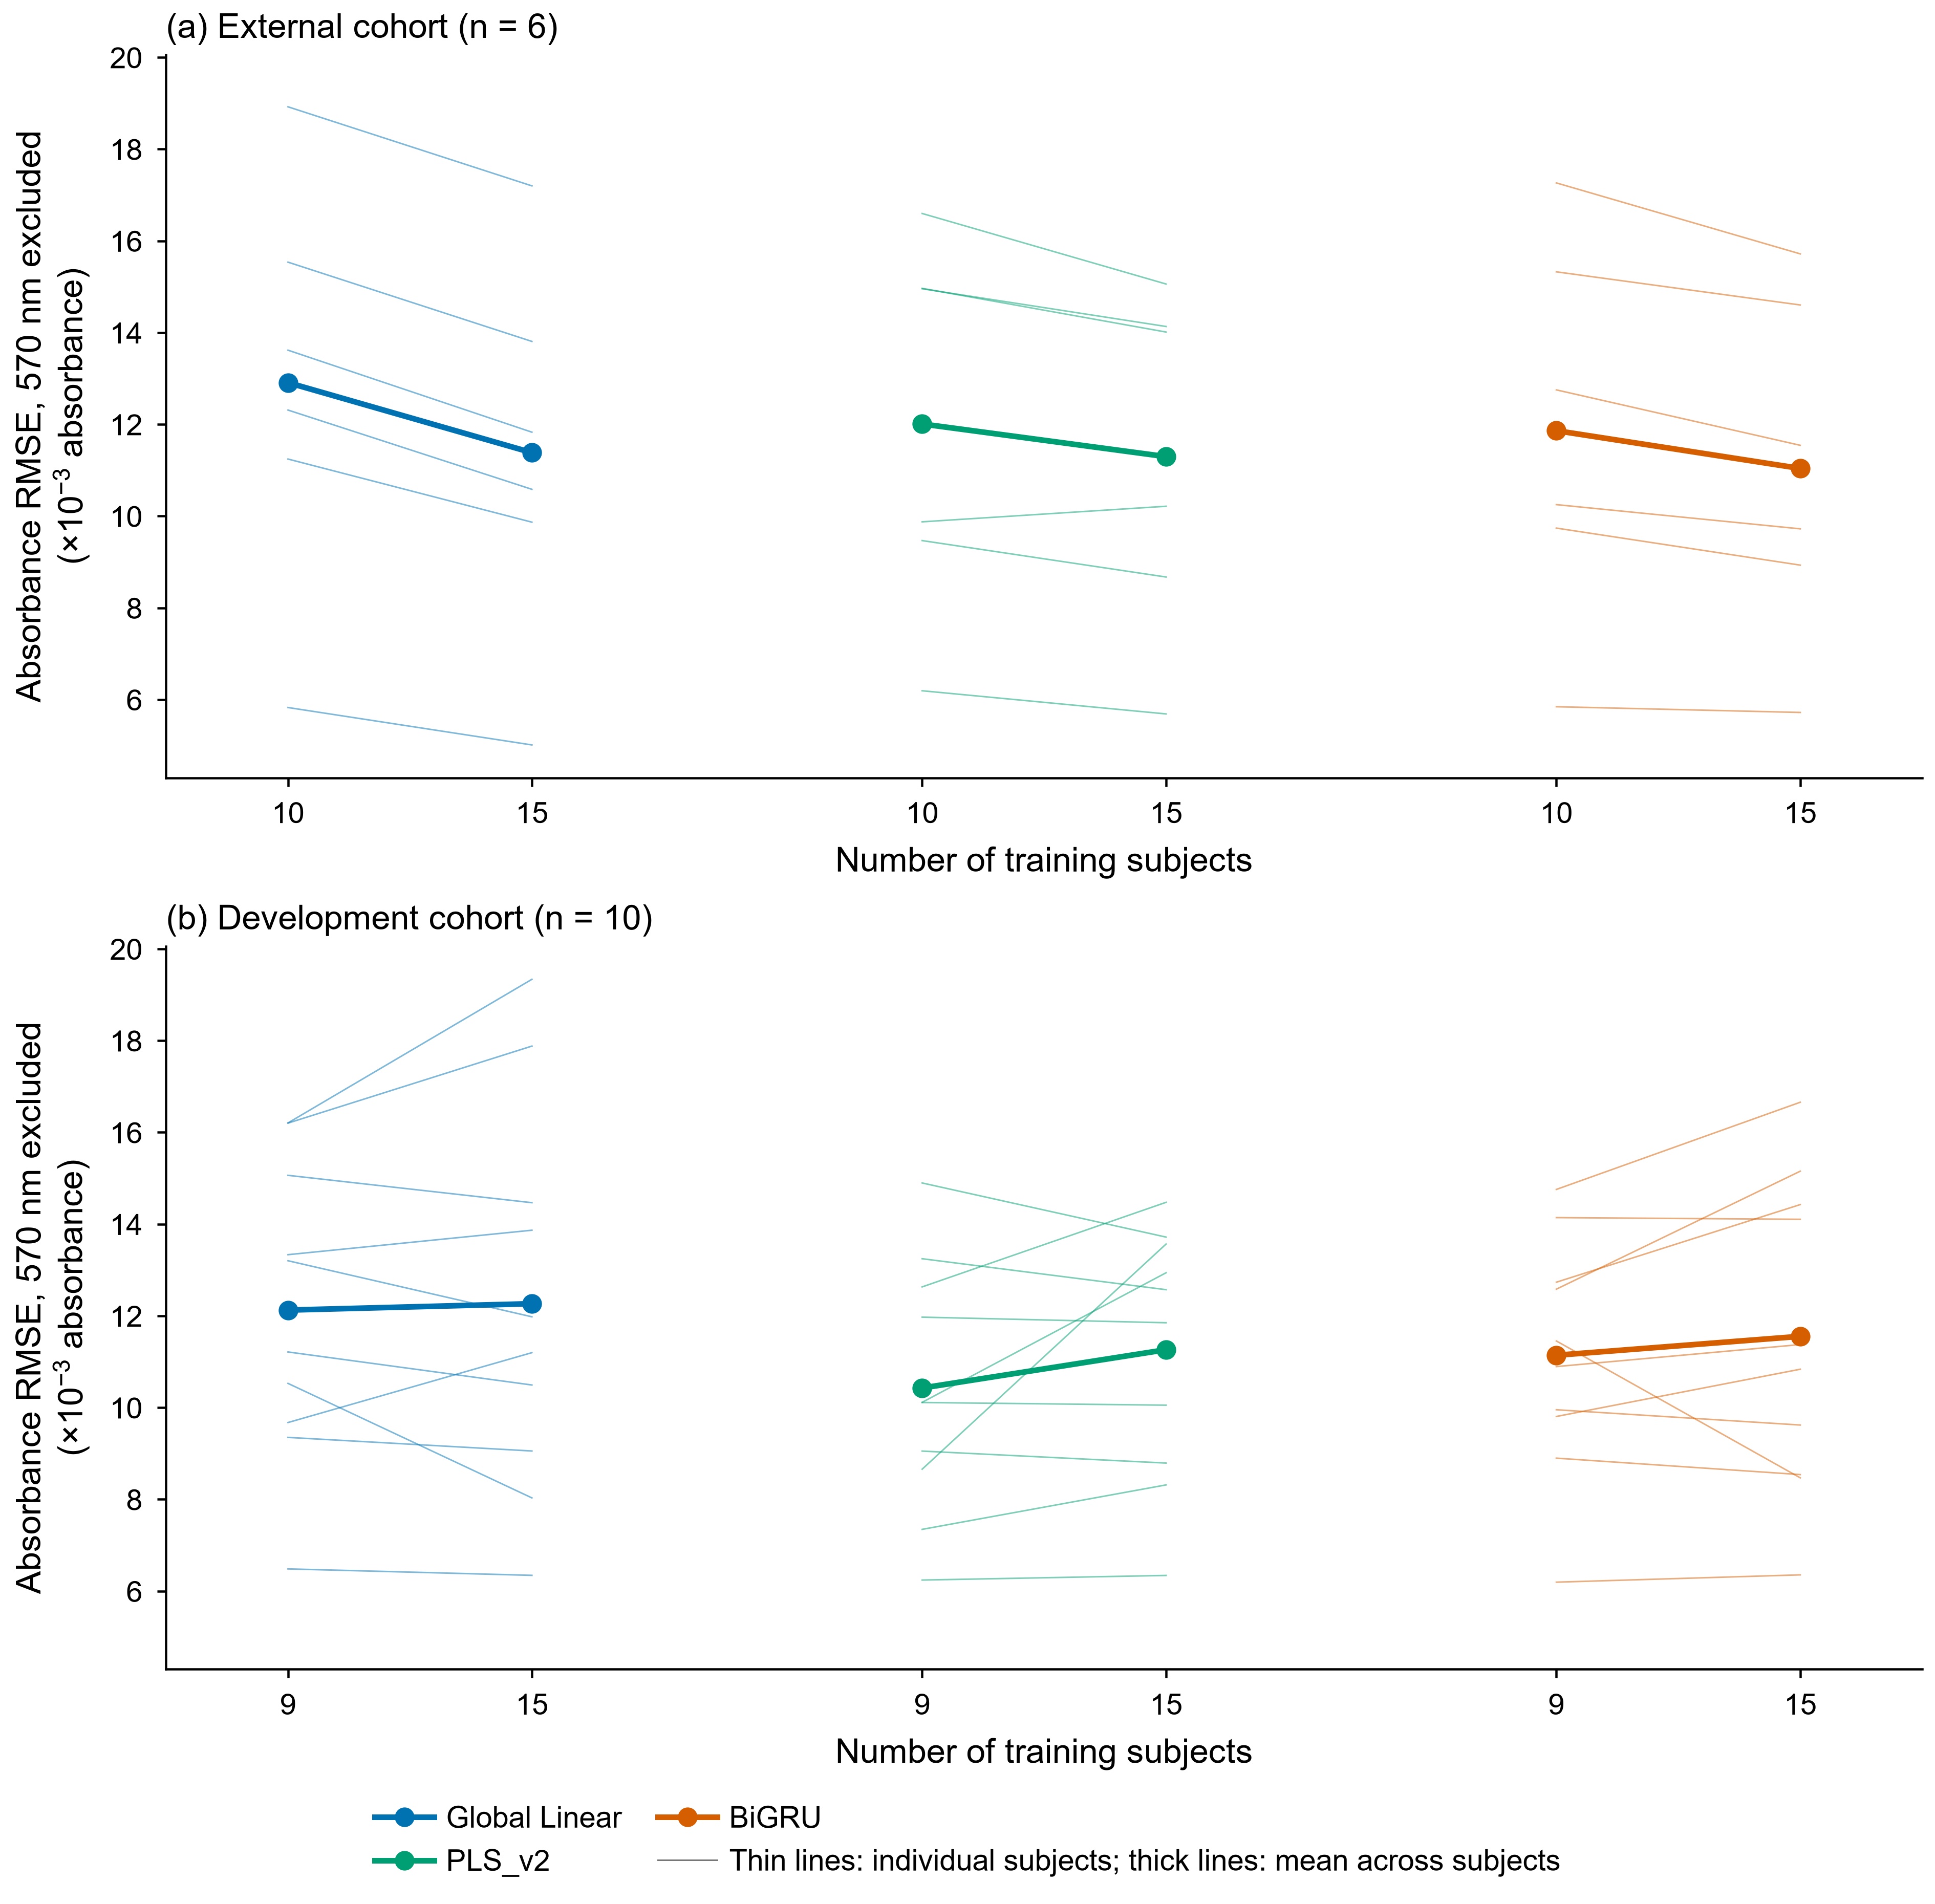 (a) External cohort (n = 6)
Absorbance RMSE, 570 nm excluded
(×10⁻³ absorbance)
20
18
16
14
12
10
8
6
10 15 10 15 10 15
Number of training subjects
(b) Development cohort (n = 10)
Absorbance RMSE, 570 nm excluded
(×10⁻³ absorbance)
20
18
16
14
12
10
8
6
9 15 9 15 9 15
Number of training subjects
Global Linear
PLS_v2
BiGRU
Thin lines: individual subjects; thick lines: mean across subjects